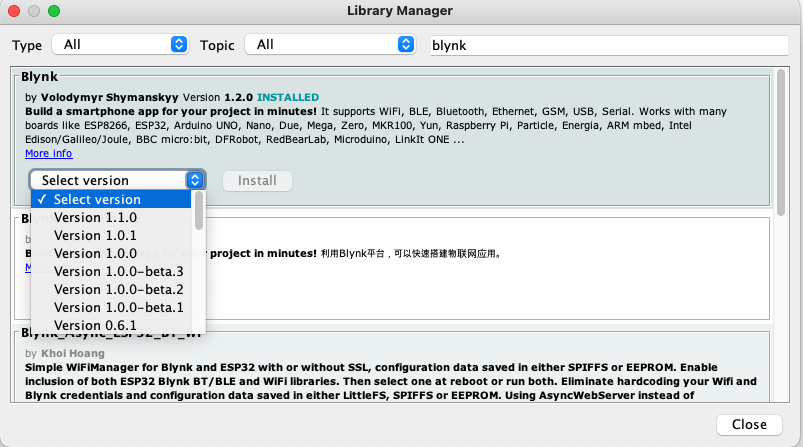 Library Manager
Type All Topic All blynk
Blynk
by Volodymyr Shymanskyy Version 1.2.0 INSTALLED
Build a smartphone app for your project in minutes! It supports WiFi, BLE, Bluetooth, Ethernet, GSM, USB, Serial. Works with many
boards like ESP8266, ESP32, Arduino UNO, Nano, Due, Mega, Zero, MKR100, Yun, Raspberry Pi, Particle, Energia, ARM mbed, Intel
Edison/Galileo/Joule, BBC micro:bit, DFRobot, RedBearLab, Microduino, LinkIt ONE ...
More info
Select version Install
✓ Select version
Version 1.1.0
Version 1.0.1
Version 1.0.0
app for your project in minutes! 利用Blynk平台，可以快速搭建物联网应用。
Version 1.0.0-beta.3
Version 1.0.0-beta.2
Version 1.0.0-beta.1
Version 0.6.1
Blynk_Async_ESP32_BT_WF
by Khoi Hoang
Simple WiFiManager for Blynk and ESP32 with or without SSL, configuration data saved in either SPIFFS or EEPROM. Enable
inclusion of both ESP32 Blynk BT/BLE and WiFi libraries. Then select one at reboot or run both. Eliminate hardcoding your Wifi and
Blynk credentials and configuration data saved in either LittleFS, SPIFFS or EEPROM. Using AsyncWebServer instead of
Close